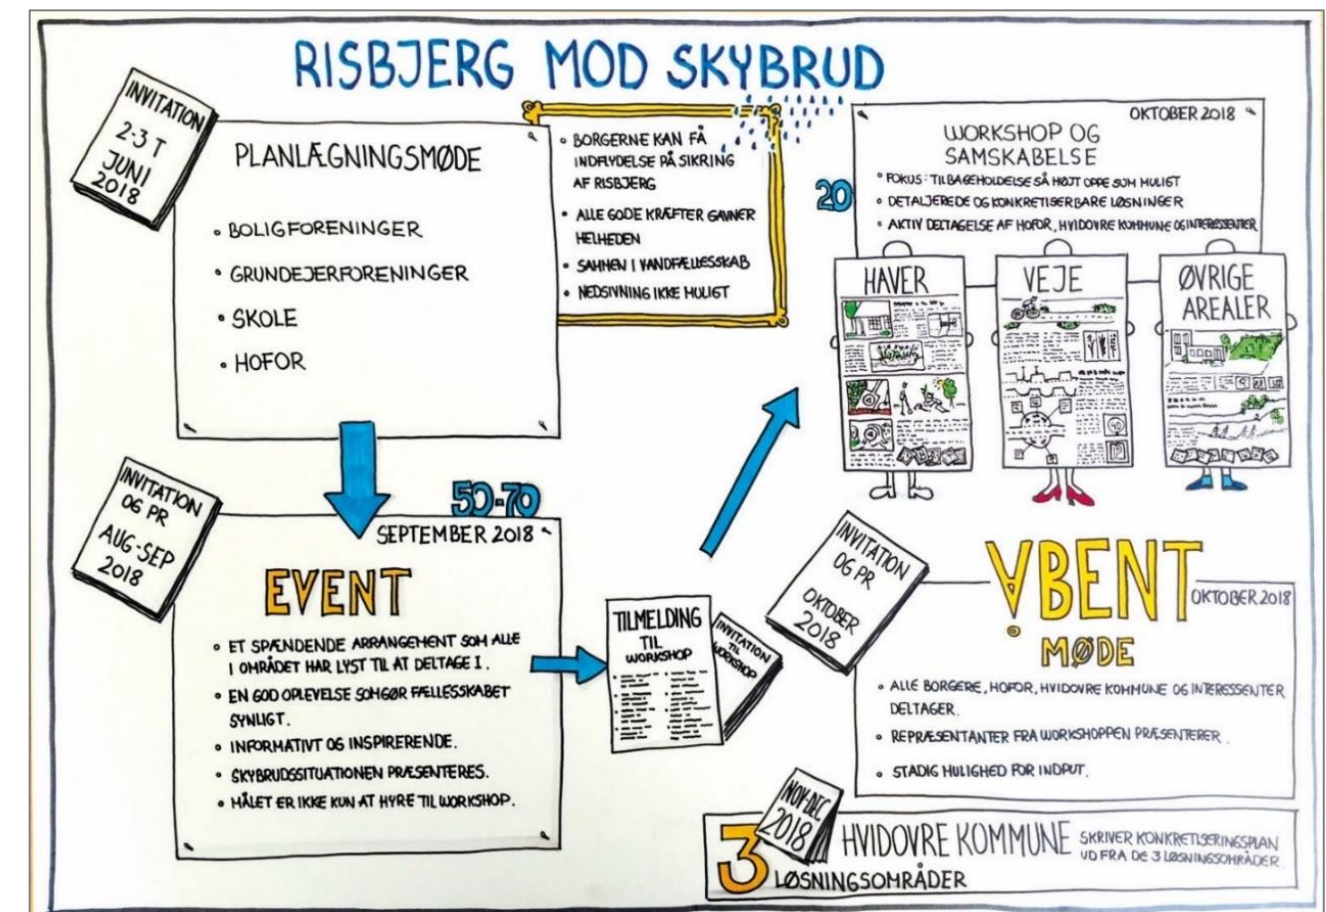 RISBJERG MOD SKYBRUD
INVITATION
2-3 T
JUNI
2018
PLANLÆGNINGSMØDE
• BOLIGFORENINGER
• GRUNDEJERFORENINGER
• SKOLE
• HOFOR
• BORGERNE KAN FÅ
INDFLYDELSE PÅ SIKRING
AF RISBJERG
• ALLE GODE KRÆFTER GAVNER
HELHEDEN
• SAMMEN I VANDFÆLLESSKAB
• NEDSIVNING IKKE MULIGT
INVITATION
OG PR
AUG-SEP
2018
50-70
SEPTEMBER 2018
EVENT
• ET SPÆNDENDE ARRANGEMENT SOM ALLE
I OMRÅDET HAR LYST TIL AT DELTAGE I.
• EN GOD OPLEVELSE SOM GØR FÆLLESSKABET
SYNLIGT.
• INFORMATIVT OG INSPIRERENDE.
• SKYBRUDSSITUATIONEN PRÆSENTERES.
• MÅLET ER IKKE KUN AT HYRE TIL WORKSHOP.
TILMELDING
TIL
WORKSHOP
INVITATION
TIL
WORKSHOP
20
OKTOBER 2018
WORKSHOP OG
SAMSKABELSE
• FOKUS: TILBAGEHOLDELSE SÅ HØJT OPPE SOM MULIGT
• DETALJEREDE OG KONKRETISERBARE LØSNINGER
• AKTIV DELTAGELSE AF HOFOR, HVIDOVRE KOMMUNE OG INTERESSENTER
HAVER
VEJE
ØVRIGE
AREALER
INVITATION
OG PR
OKTOBER
2018
ÅBENT
OKTOBER 2018
MØDE
• ALLE BORGERE, HOFOR, HVIDOVRE KOMMUNE OG INTERESSENTER
DELTAGER.
• REPRÆSENTANTER FRA WORKSHOPPEN PRÆSENTERER.
• STADIG MULIGHED FOR INDPUT.
NOV-DEC
2018
3
LØSNINGSOMRÅDER
HVIDOVRE KOMMUNE SKRIVER KONKRETISERINGSPLAN
UD FRA DE 3 LØSNINGSOMRÅDER.